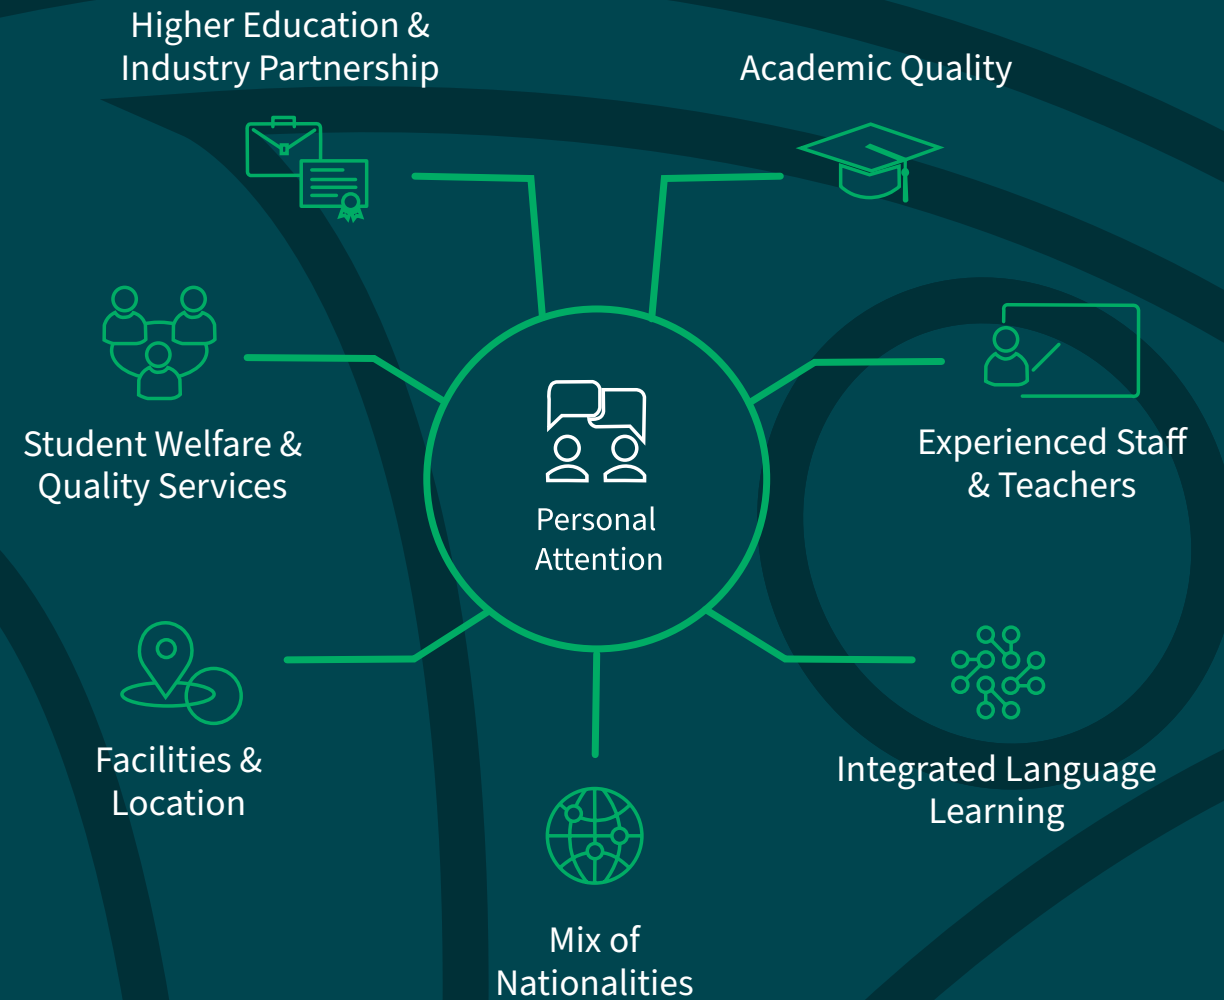 Higher Education &
Industry Partnership
Academic Quality
Student Welfare &
Quality Services
Experienced Staff
& Teachers
Personal
Attention
Facilities &
Location
Integrated Language
Learning
Mix of
Nationalities